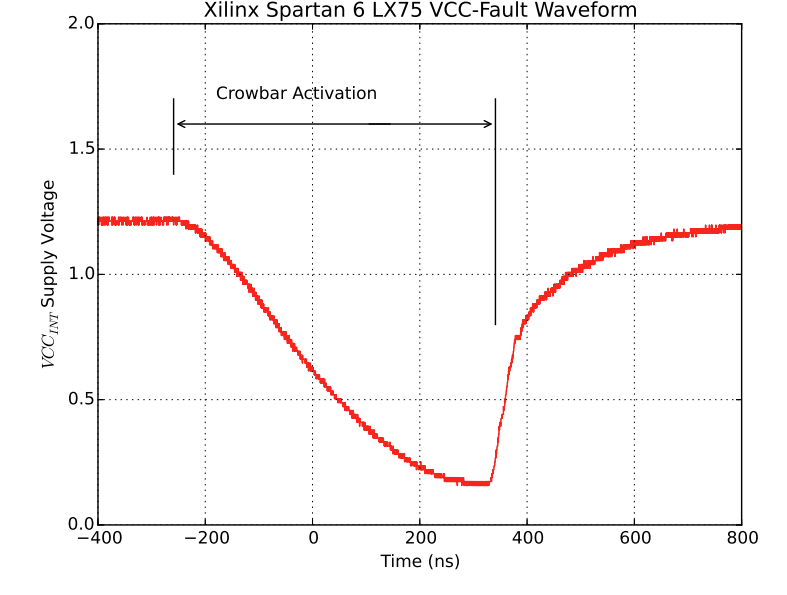 Xilinx Spartan 6 LX75 VCC-Fault Waveform
2.0
Crowbar Activation
1.5
1.0
0.5
0.0
VCC_INT Supply Voltage
−400 −200 0 200 400 600 800
Time (ns)